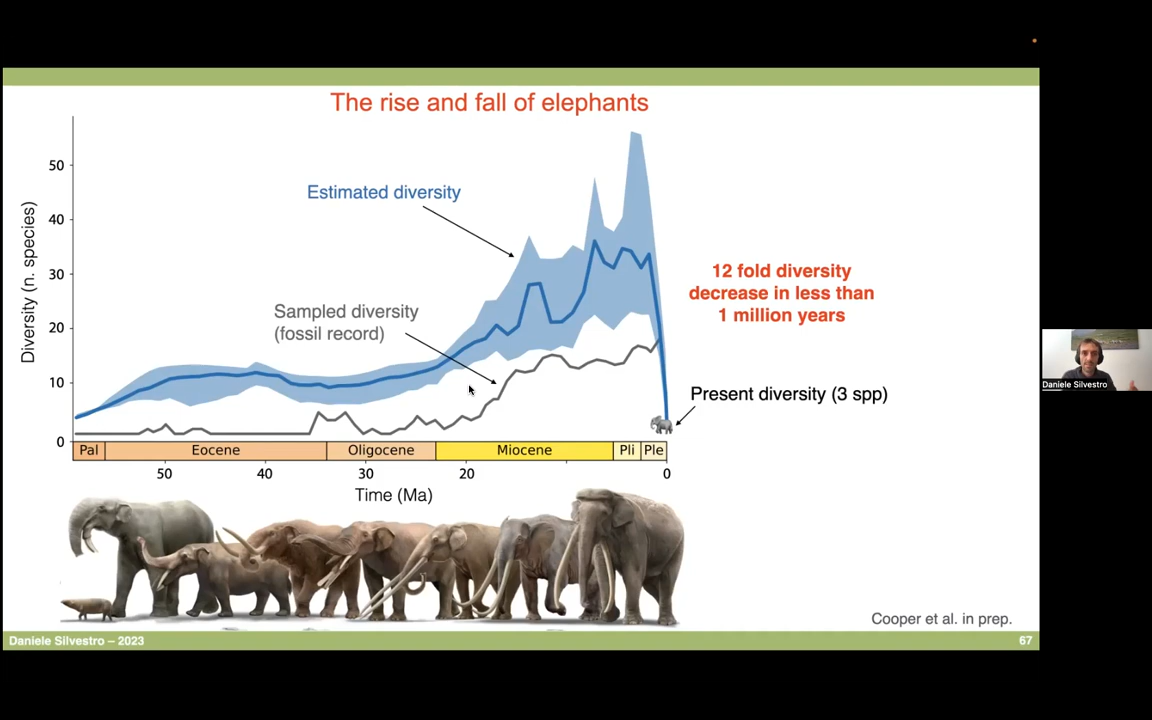 The rise and fall of elephants
50
40
30
20
10
0
Diversity (n. species)
Estimated diversity
Sampled diversity
(fossil record)
12 fold diversity
decrease in less than
1 million years
Present diversity (3 spp)
Pal
Eocene
Oligocene
Miocene
Pli
Ple
50
40
30
20
0
Time (Ma)
Cooper et al. in prep.
Daniele Silvestro – 2023
67
Daniele Silvestro